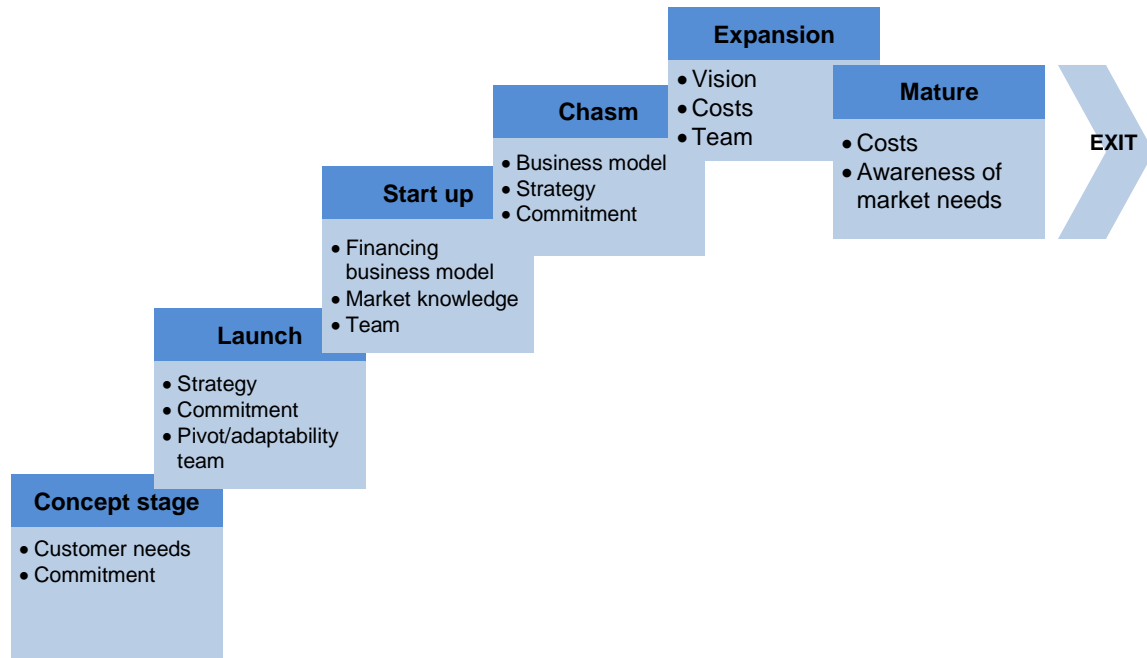 Expansion
• Vision
• Costs
• Team
Mature
• Costs
• Awareness of
market needs
EXIT
Chasm
• Business model
• Strategy
• Commitment
Start up
• Financing
business model
• Market knowledge
• Team
Launch
• Strategy
• Commitment
• Pivot/adaptability
team
Concept stage
• Customer needs
• Commitment